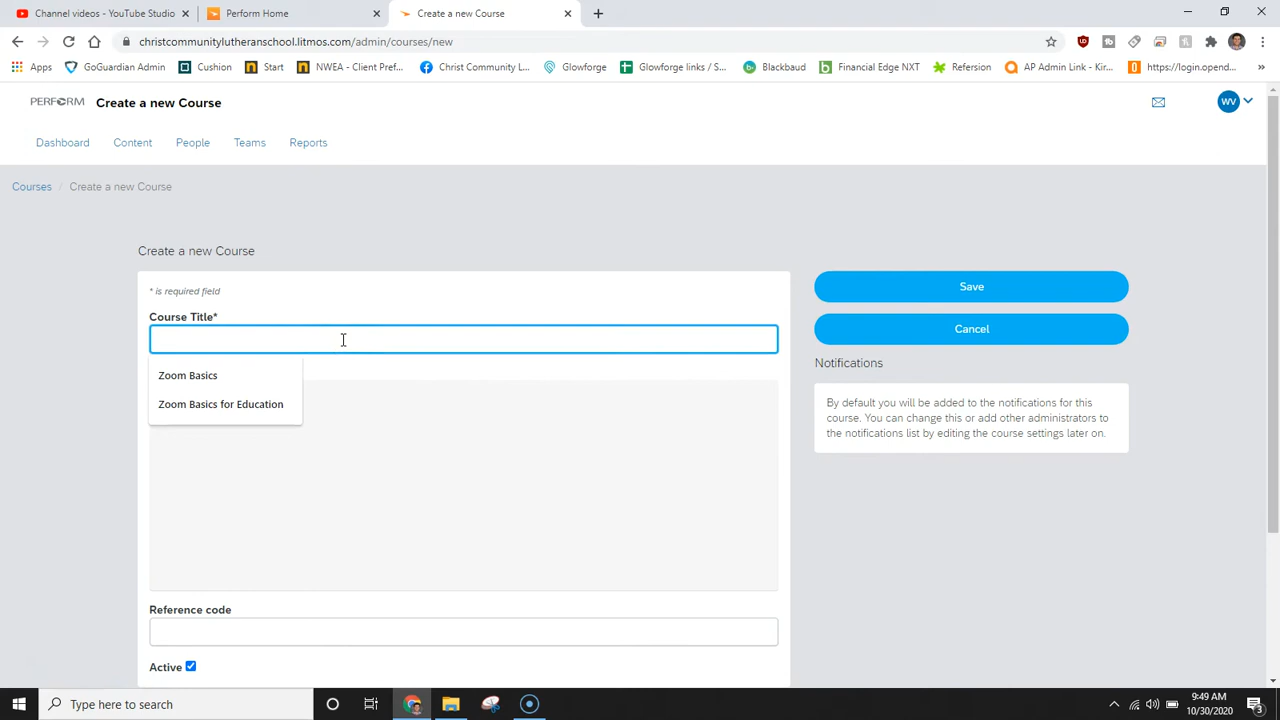 Channel videos - YouTube Studio
Perform Home
Create a new Course
christcommunitylutheranschool.litmos.com/admin/courses/new
Apps
GoGuardian Admin
Cushion
Start
NWEA - Client Pref...
Christ Community L...
Glowforge
Glowforge links / S...
Blackbaud
Financial Edge NXT
Refersion
AP Admin Link - Kir...
https://login.opend...
»
PERFORM
Create a new Course
WV
Dashboard
Content
People
Teams
Reports
Courses / Create a new Course
Create a new Course
* is required field
Course Title*
Zoom Basics
Zoom Basics for Education
Reference code
Active
Save
Cancel
Notifications
By default you will be added to the notifications for this
course. You can change this or add other administrators to
the notifications list by editing the course settings later on.
Type here to search
9:49 AM
10/30/2020
3